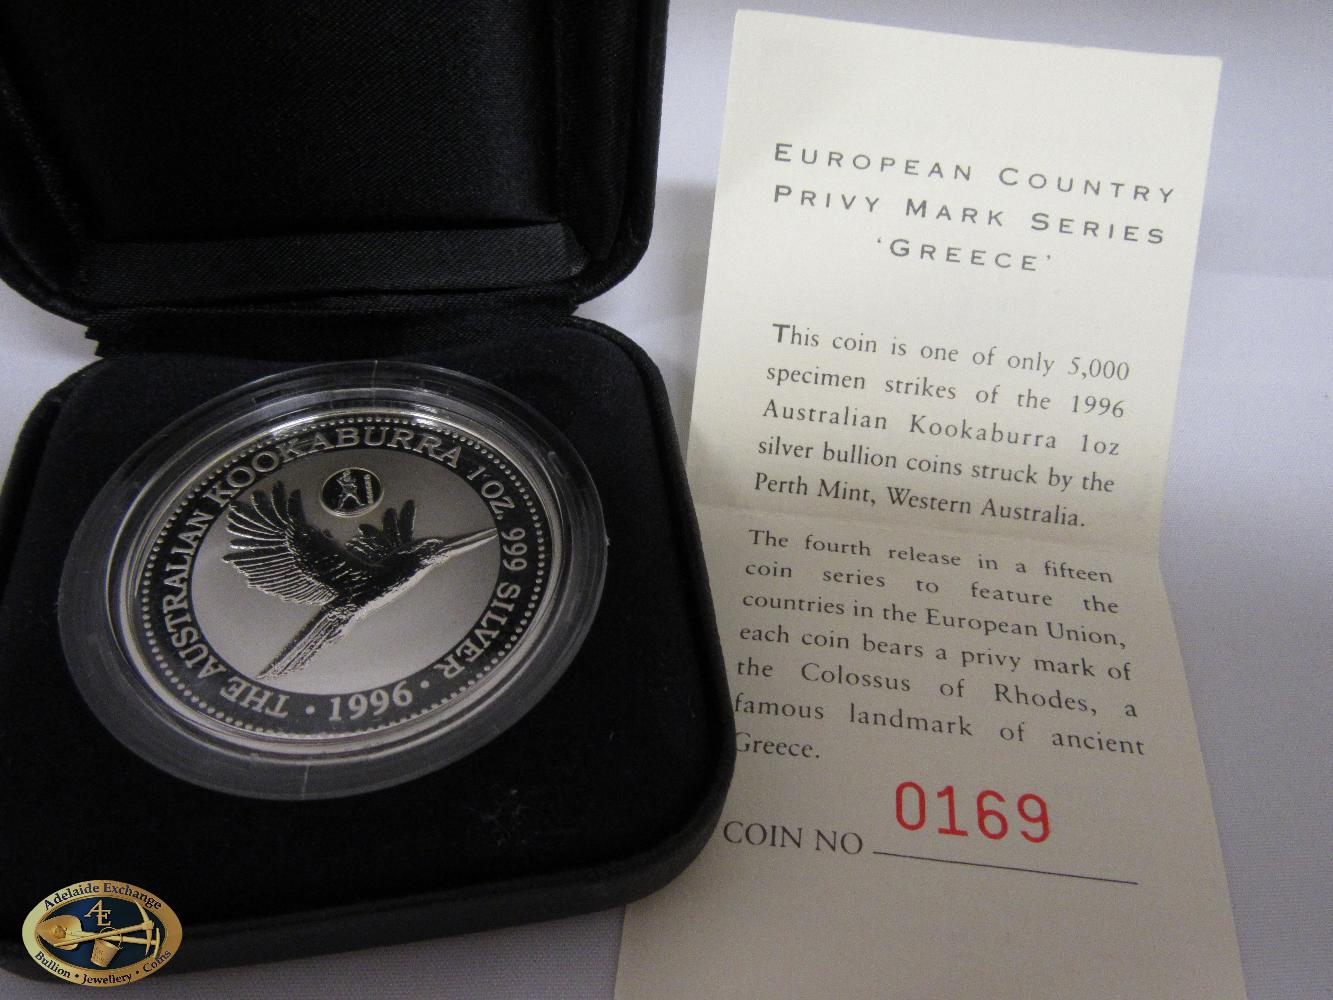 EUROPEAN COUNTRY
PRIVY MARK SERIES
‘GREECE’
This coin is one of only 5,000
specimen strikes of the 1996
Australian Kookaburra 1oz
silver bullion coins struck by the
Perth Mint, Western Australia.
The fourth release in a fifteen
coin series to feature the
countries in the European Union,
each coin bears a privy mark of
the Colossus of Rhodes, a
famous landmark of ancient
Greece.
0169
COIN NO
THE AUSTRALIAN KOOKABURRA 1 OZ. 999 SILVER
· 1996 ·
Adelaide Exchange
AE
Bullion · Jewellery · Coins